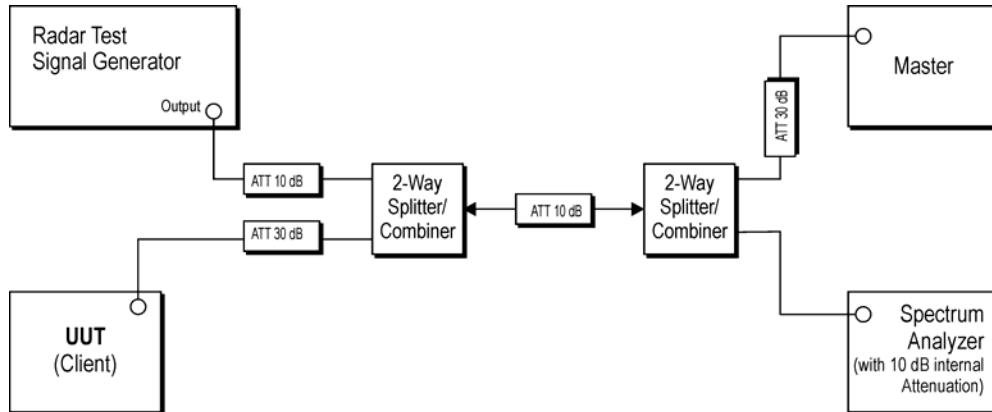 Radar Test
Signal Generator
Output
ATT 10 dB
ATT 30 dB
UUT
(Client)
2-Way
Splitter/
Combiner
ATT 10 dB
2-Way
Splitter/
Combiner
ATT 30 dB
Master
Spectrum
Analyzer
(with 10 dB internal
Attenuation)